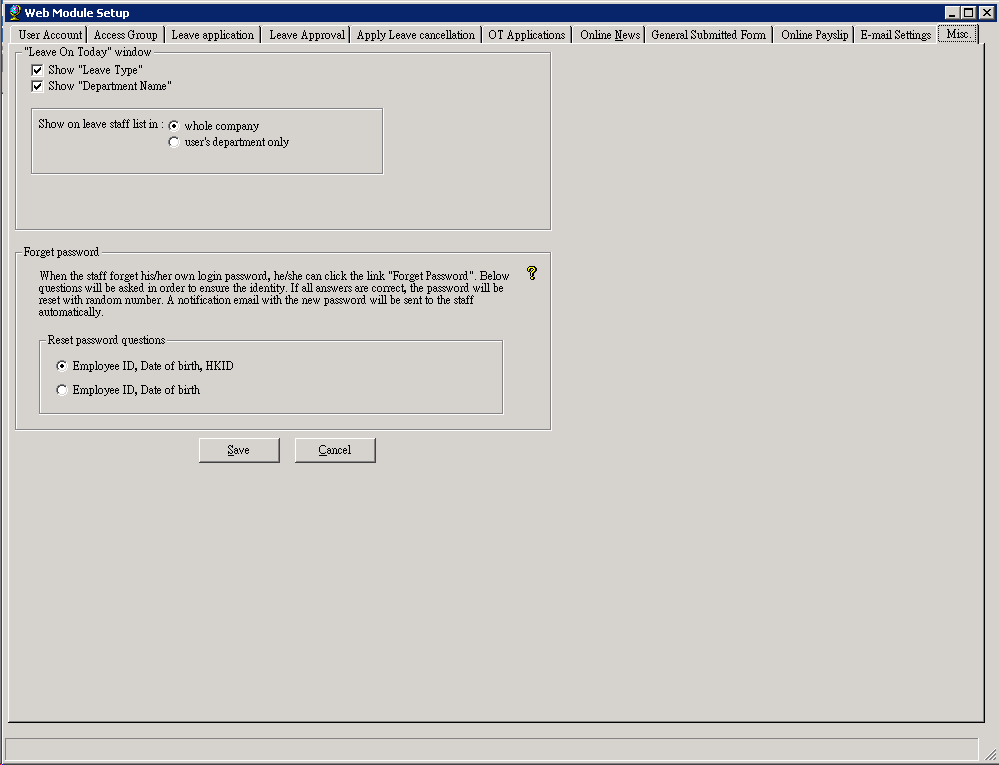 Web Module Setup
User Account Access Group Leave application Leave Approval Apply Leave cancellation OT Applications Online News General Submitted Form Online Payslip E-mail Settings Misc.
"Leave On Today" window
Show "Leave Type"
Show "Department Name"
Show on leave staff list in : whole company
user's department only
Forget password
When the staff forget his/her own login password, he/she can click the link "Forget Password". Below
questions will be asked in order to ensure the identity. If all answers are correct, the password will be
reset with random number. A notification email with the new password will be sent to the staff
automatically.
?
Reset password questions
Employee ID, Date of birth, HKID
Employee ID, Date of birth
Save Cancel